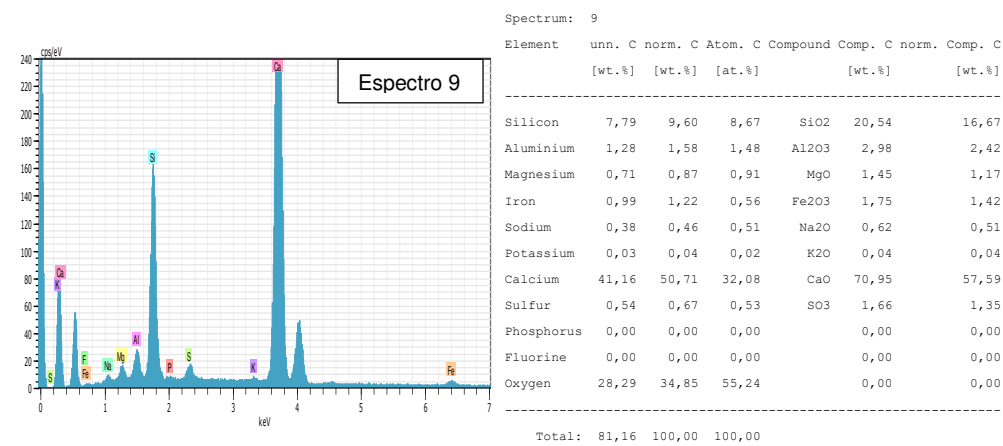 Spectrum: 9
Element unn. C norm. C Atom. C Compound Comp. C norm. Comp. C
[wt.%] [wt.%] [at.%] [wt.%] [wt.%]
Silicon 7,79 9,60 8,67 SiO2 20,54 16,67
Aluminium 1,28 1,58 1,48 Al2O3 2,98 2,42
Magnesium 0,71 0,87 0,91 MgO 1,45 1,17
Iron 0,99 1,22 0,56 Fe2O3 1,75 1,42
Sodium 0,38 0,46 0,51 Na2O 0,62 0,51
Potassium 0,03 0,04 0,02 K2O 0,04 0,04
Calcium 41,16 50,71 32,08 CaO 70,95 57,59
Sulfur 0,54 0,67 0,53 SO3 1,66 1,35
Phosphorus 0,00 0,00 0,00 0,00 0,00
Fluorine 0,00 0,00 0,00 0,00 0,00
Oxygen 28,29 34,85 55,24 0,00 0,00
Total: 81,16 100,00 100,00
cps/eV
Espectro 9
240
220
200
180
160
140
120
100
80
60
40
20
0
Ca
Si
Ca
K
Al
F
Fe
Na
Mg
P
S
S
K
Fe
0 1 2 3 4 5 6 7
keV